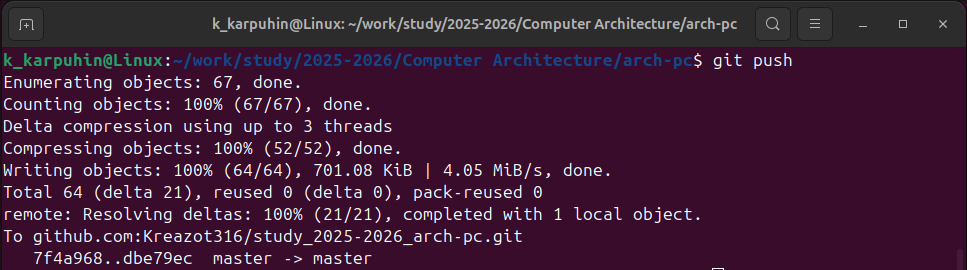 k_karpuhin@Linux: ~/work/study/2025-2026/Computer Architecture/arch-pc
k_karpuhin@Linux:~/work/study/2025-2026/Computer Architecture/arch-pc$ git push
Enumerating objects: 67, done.
Counting objects: 100% (67/67), done.
Delta compression using up to 3 threads
Compressing objects: 100% (52/52), done.
Writing objects: 100% (64/64), 701.08 KiB | 4.05 MiB/s, done.
Total 64 (delta 21), reused 0 (delta 0), pack-reused 0
remote: Resolving deltas: 100% (21/21), completed with 1 local object.
To github.com:Kreazot316/study_2025-2026_arch-pc.git
   7f4a968..dbe79ec  master -> master